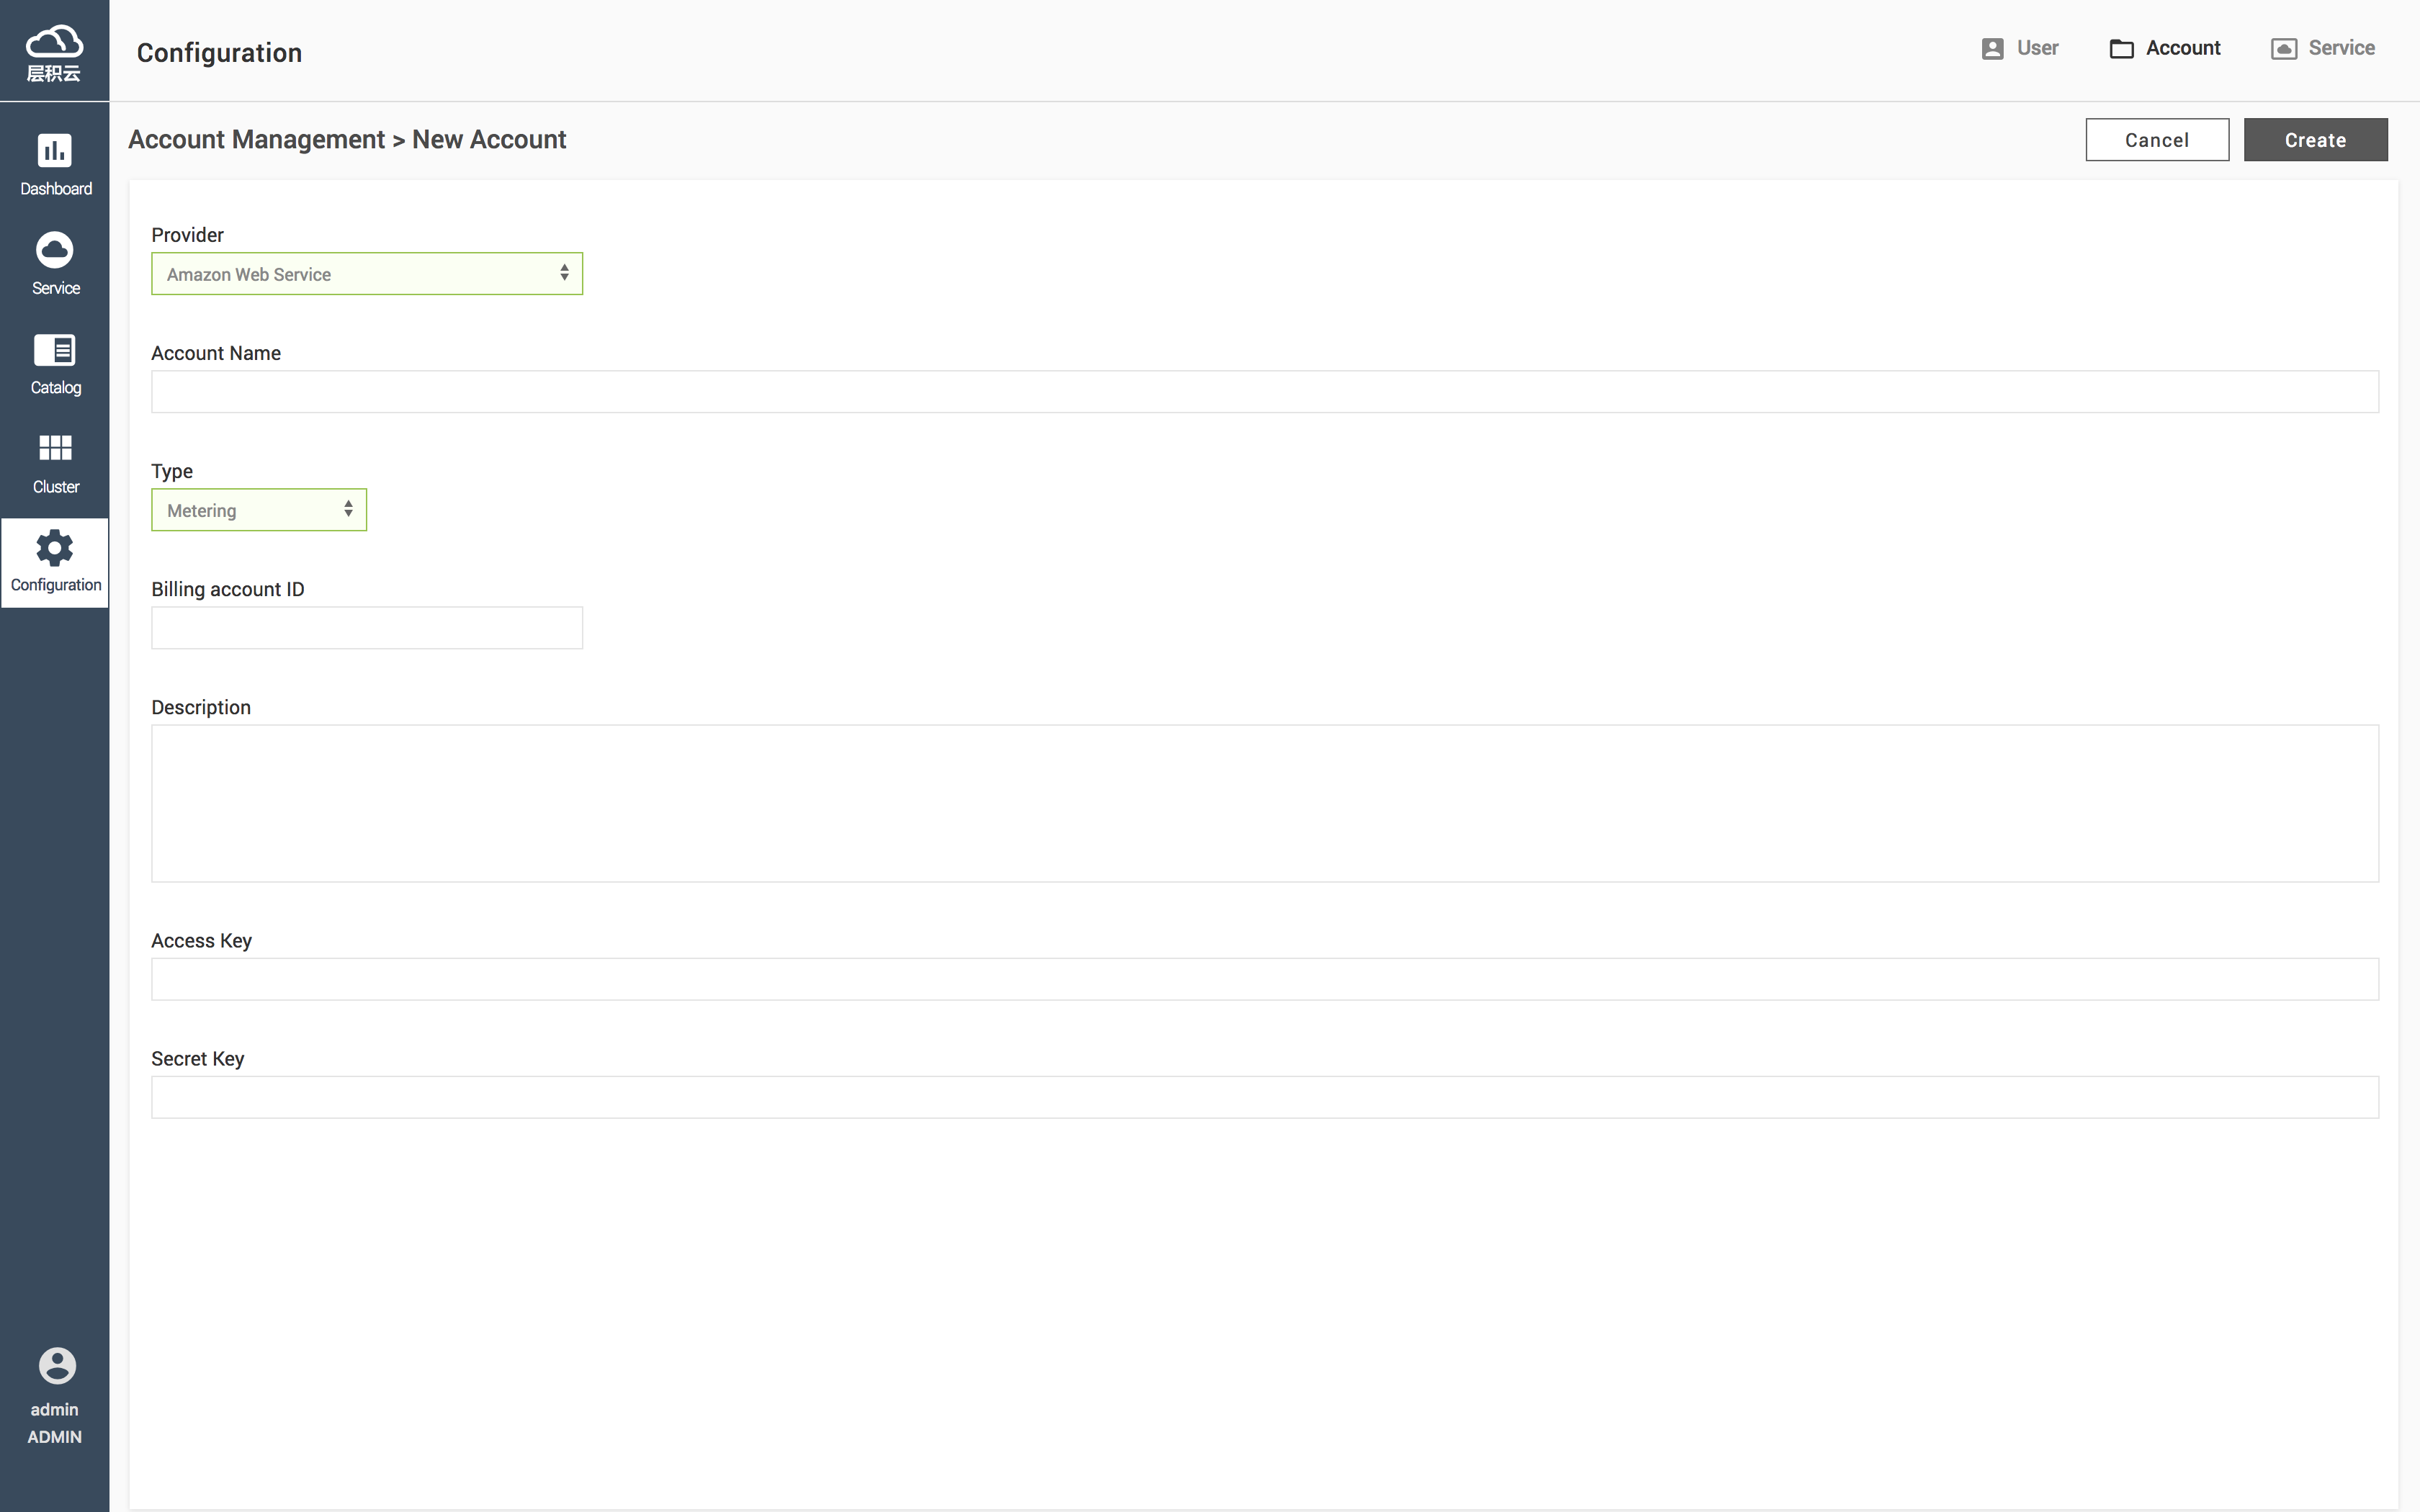 层积云
Configuration
User
Account
Service
Account Management > New Account
Cancel
Create
Dashboard
Service
Catalog
Cluster
Configuration
Provider
Amazon Web Service
Account Name
Type
Metering
Billing account ID
Description
Access Key
Secret Key
admin
ADMIN